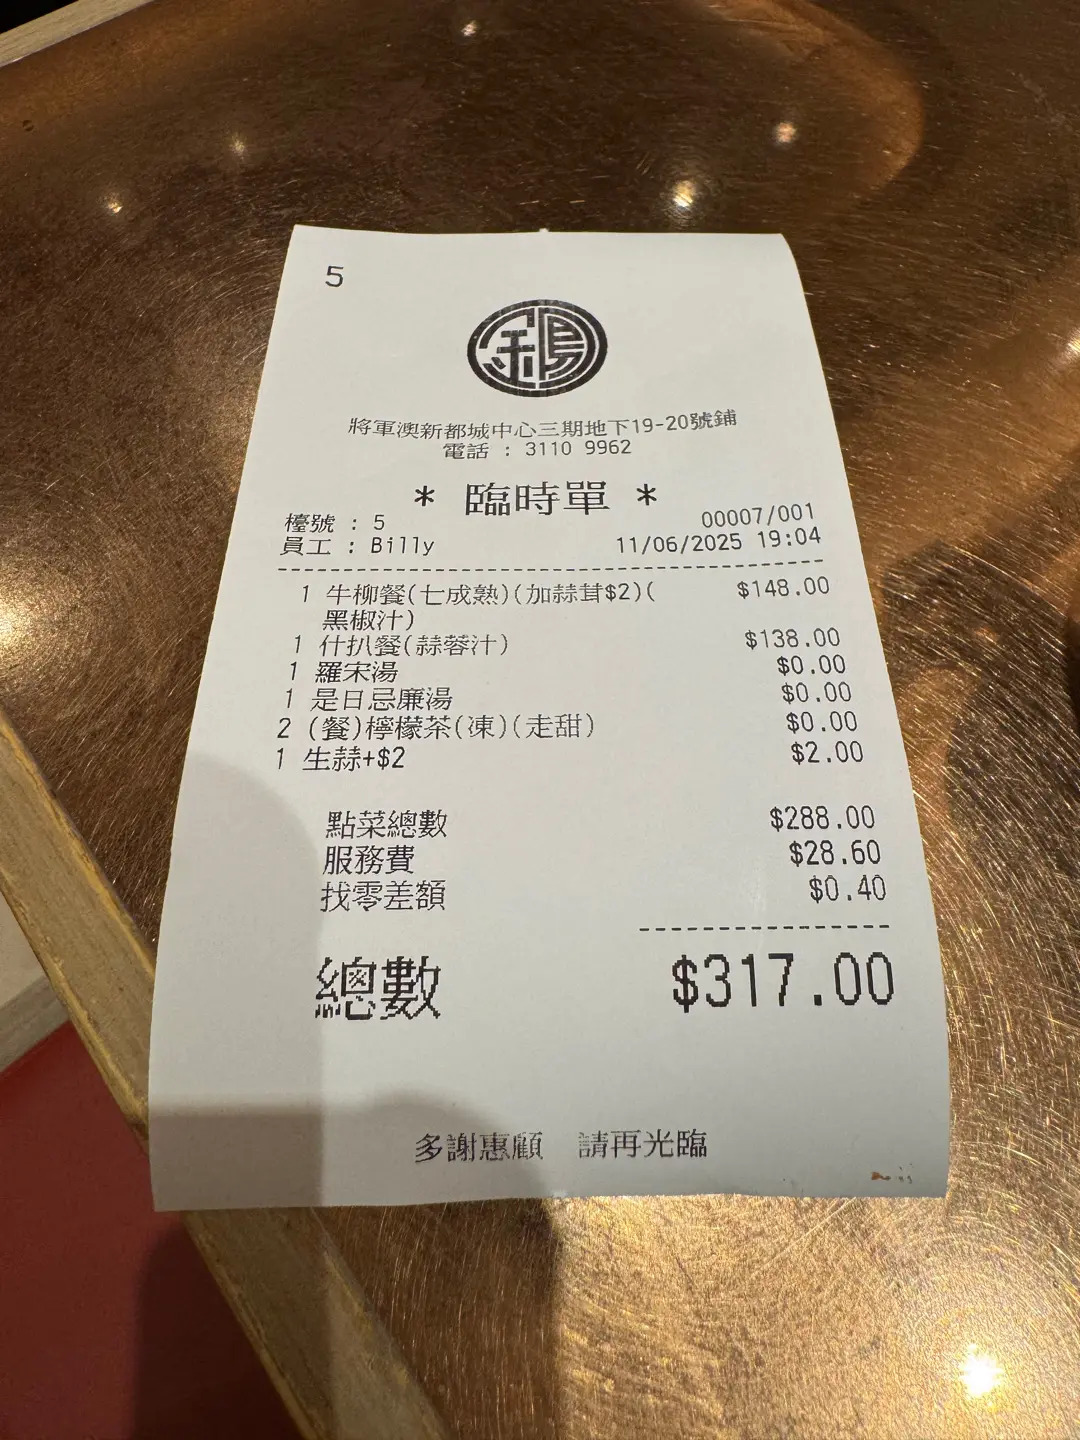 5
錦
將軍澳新都城中心三期地下19-20號鋪
電話 : 3110 9962
* 臨時單 *
檯號 : 5 00007/001
員工 : Billy 11/06/2025 19:04
1 牛柳餐(七成熟)(加蒜茸$2)( $148.00
黑椒汁)
1 什扒餐(蒜蓉汁) $138.00
1 羅宋湯 $0.00
1 是日忌廉湯 $0.00
2 (餐)檸檬茶(凍)(走甜) $0.00
1 生蒜+$2 $2.00
點菜總數 $288.00
服務費 $28.60
找零差額 $0.40
總數 $317.00
多謝惠顧 請再光臨